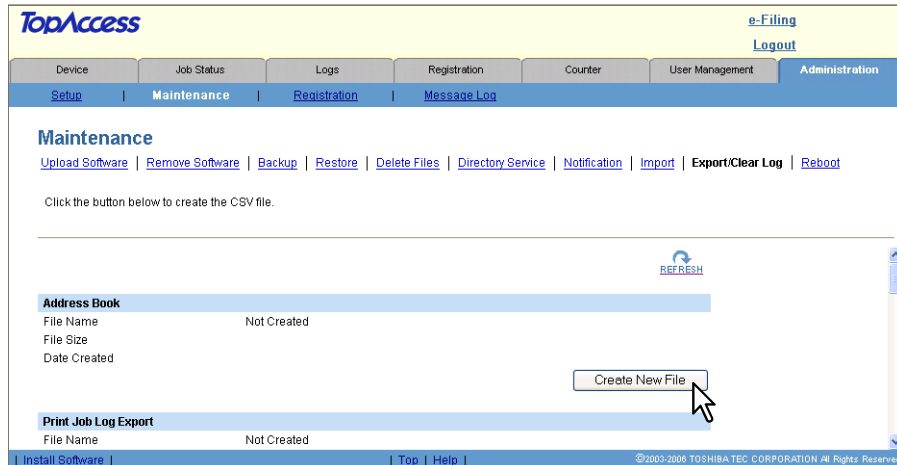 TopAccess
e-Filing
Logout
Device Job Status Logs Registration Counter User Management Administration
Setup | Maintenance | Registration | Message Log
Maintenance
Upload Software | Remove Software | Backup | Restore | Delete Files | Directory Service | Notification | Import | Export/Clear Log | Reboot
Click the button below to create the CSV file.
REFRESH
Address Book
File Name Not Created
File Size
Date Created
Create New File
Print Job Log Export
File Name Not Created
| Install Software | | Top | Help | ©2003-2006 TOSHIBA TEC CORPORATION All Rights Reserve